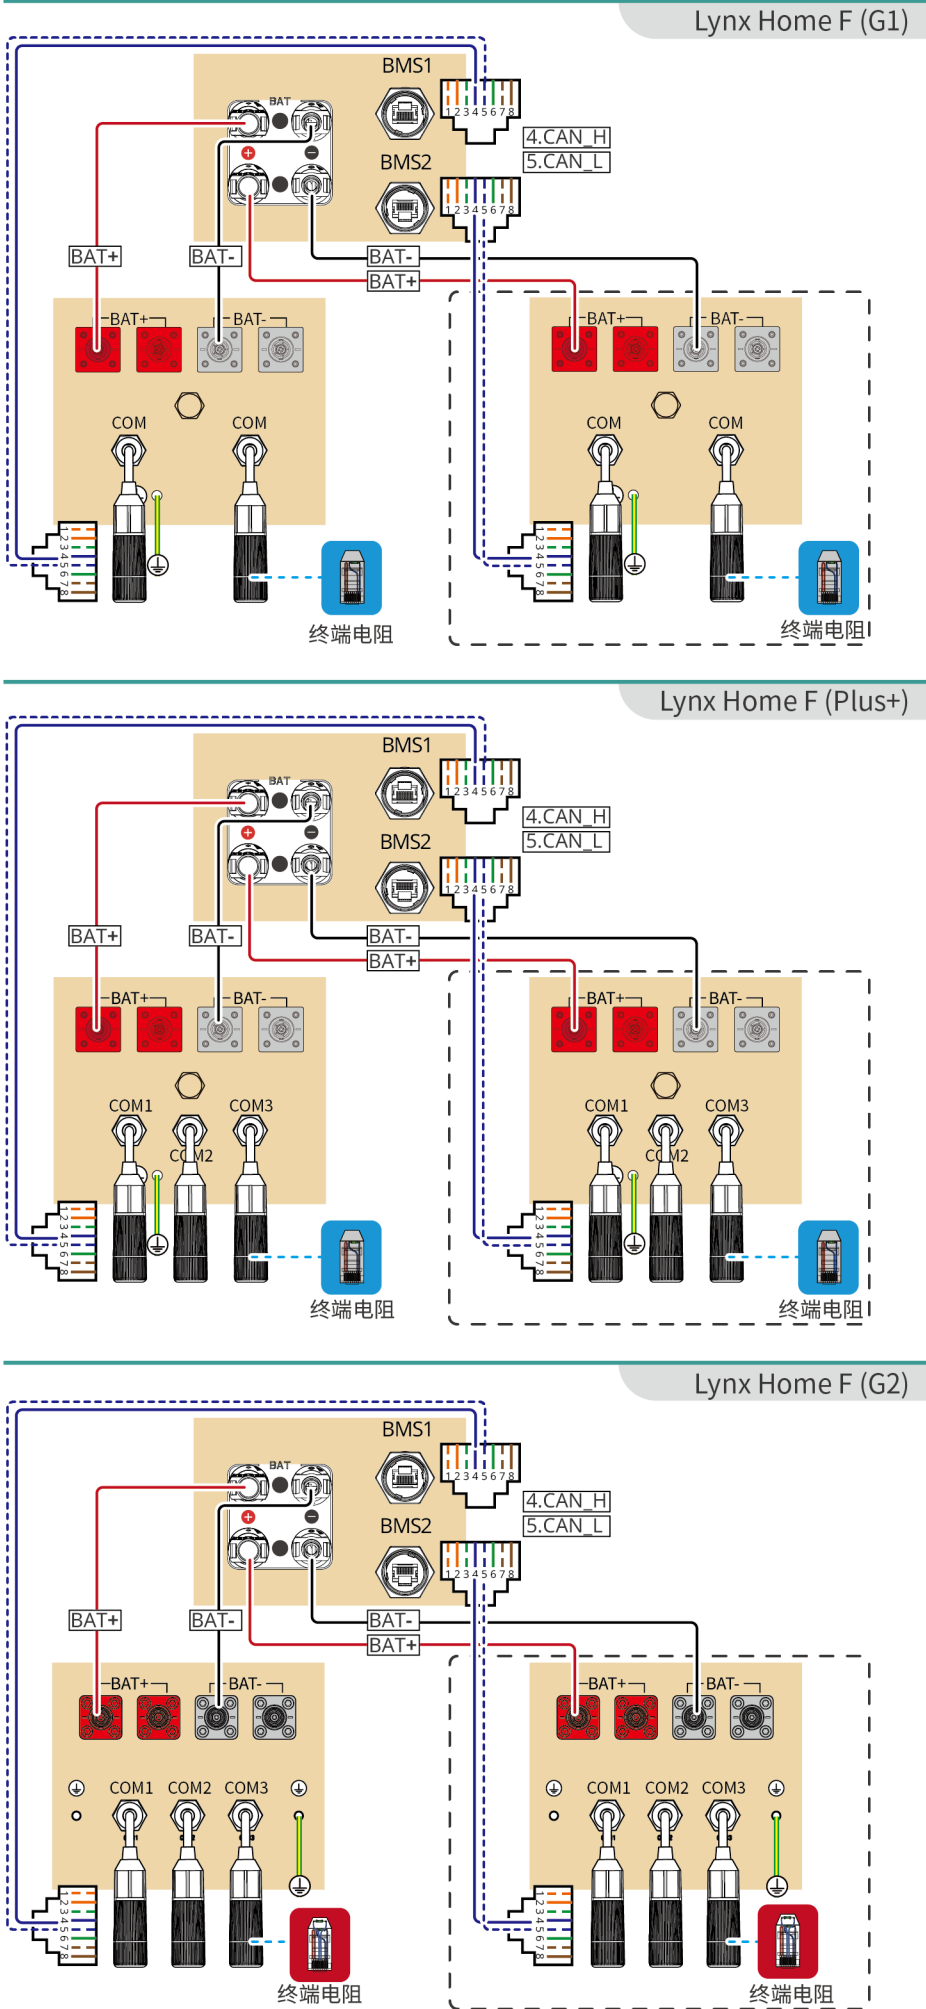 Lynx Home F (G1)
BMS1
BAT
1 2 3 4 5 6 7 8
4.CAN_H
5.CAN_L
BMS2
1 2 3 4 5 6 7 8
BAT+
BAT-
BAT-
BAT+
BAT+
BAT-
BAT+
BAT-
COM
COM
COM
COM
1 2 3 4 5 6 7 8
1 2 3 4 5 6 7 8
终端电阻
终端电阻
Lynx Home F (Plus+)
BMS1
BAT
1 2 3 4 5 6 7 8
4.CAN_H
5.CAN_L
BMS2
1 2 3 4 5 6 7 8
BAT+
BAT-
BAT-
BAT+
BAT+
BAT-
BAT+
BAT-
COM1
COM3
COM1
COM3
COM2
COM2
1 2 3 4 5 6 7 8
1 2 3 4 5 6 7 8
终端电阻
终端电阻
Lynx Home F (G2)
BMS1
BAT
1 2 3 4 5 6 7 8
4.CAN_H
5.CAN_L
BMS2
1 2 3 4 5 6 7 8
BAT+
BAT-
BAT-
BAT+
BAT+
BAT-
BAT+
BAT-
COM1 COM2 COM3
COM1 COM2 COM3
1 2 3 4 5 6 7 8
1 2 3 4 5 6 7 8
终端电阻
终端电阻